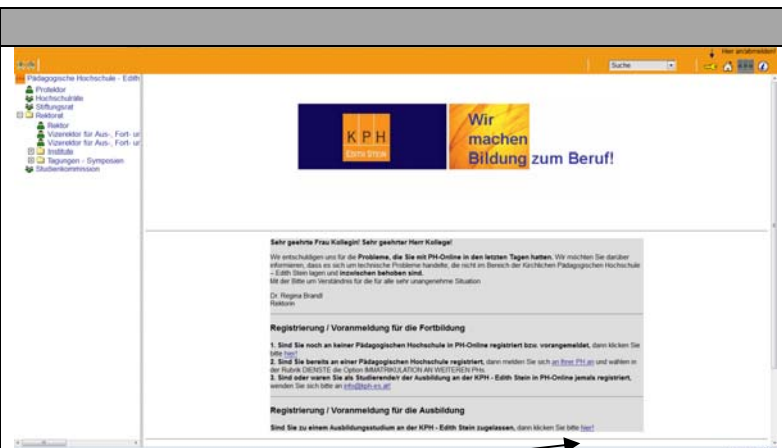 Hier an/abmelden!
Suche
Pädagogische Hochschule - Edith
Protektor
Hochschulräte
Stiftungsrat
Rektorat
Rektor
Vizerektor für Aus-, Fort- ur
Vizerektor für Aus-, Fort- ur
Institute
Tagungen - Symposien
Studienkommission
KPH
EDITH STEIN
Wir
machen
Bildung zum Beruf!
Sehr geehrte Frau Kollegin! Sehr geehrter Herr Kollege!
Wir entschuldigen uns für die Probleme, die Sie mit PH-Online in den letzten Tagen hatten. Wir möchten Sie darüber
informieren, dass es sich um technische Probleme handelte, die nicht im Bereich der Kirchlichen Pädagogischen Hochschule
– Edith Stein lagen und inzwischen behoben sind.
Mit der Bitte um Verständnis für die für alle sehr unangenehme Situation
Dr. Regina Brandl
Rektorin
Registrierung / Voranmeldung für die Fortbildung
1. Sind Sie noch an keiner Pädagogischen Hochschule in PH-Online registriert bzw. vorangemeldet, dann klicken Sie
bitte hier!
2. Sind Sie bereits an einer Pädagogischen Hochschule registriert, dann melden Sie sich an Ihrer PH an und wählen in
der Rubrik DIENSTE die Option IMMATRIKULATION AN WEITEREN PHs.
3. Sind oder waren Sie als Studierende/r der Ausbildung an der KPH - Edith Stein in PH-Online jemals registriert,
wenden Sie sich bitte an info@kph-es.at!
Registrierung / Voranmeldung für die Ausbildung
Sind Sie zu einem Ausbildungsstudium an der KPH - Edith Stein zugelassen, dann klicken Sie bitte hier!